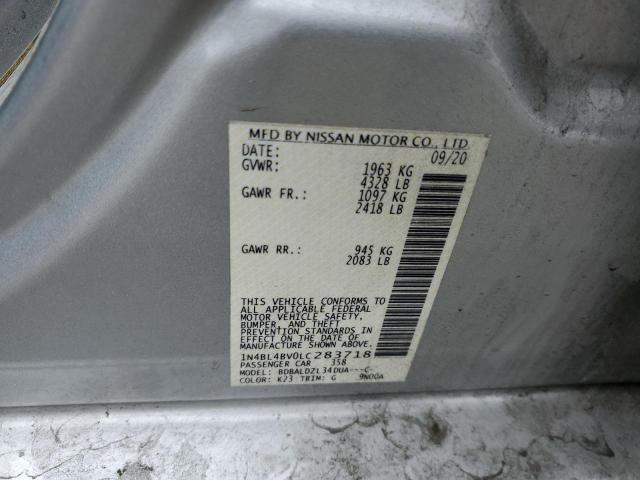 MFD BY NISSAN MOTOR CO., LTD
DATE: 09/20
GVWR: 1963 KG
4328 LB
GAWR FR.: 1097 KG
2418 LB
GAWR RR.: 945 KG
2083 LB
THIS VEHICLE CONFORMS TO
ALL APPLICABLE FEDERAL
MOTOR VEHICLE SAFETY,
BUMPER, AND THEFT
PREVENTION STANDARDS IN
EFFECT ON THE DATE OF
MANUFACTURE SHOWN ABOVE.
1N4BL4BV0LC283718
PASSENGER CAR 358
MODEL: BDBALDZL34DUA---C-
COLOR: K23 TRIM: G 9N00A